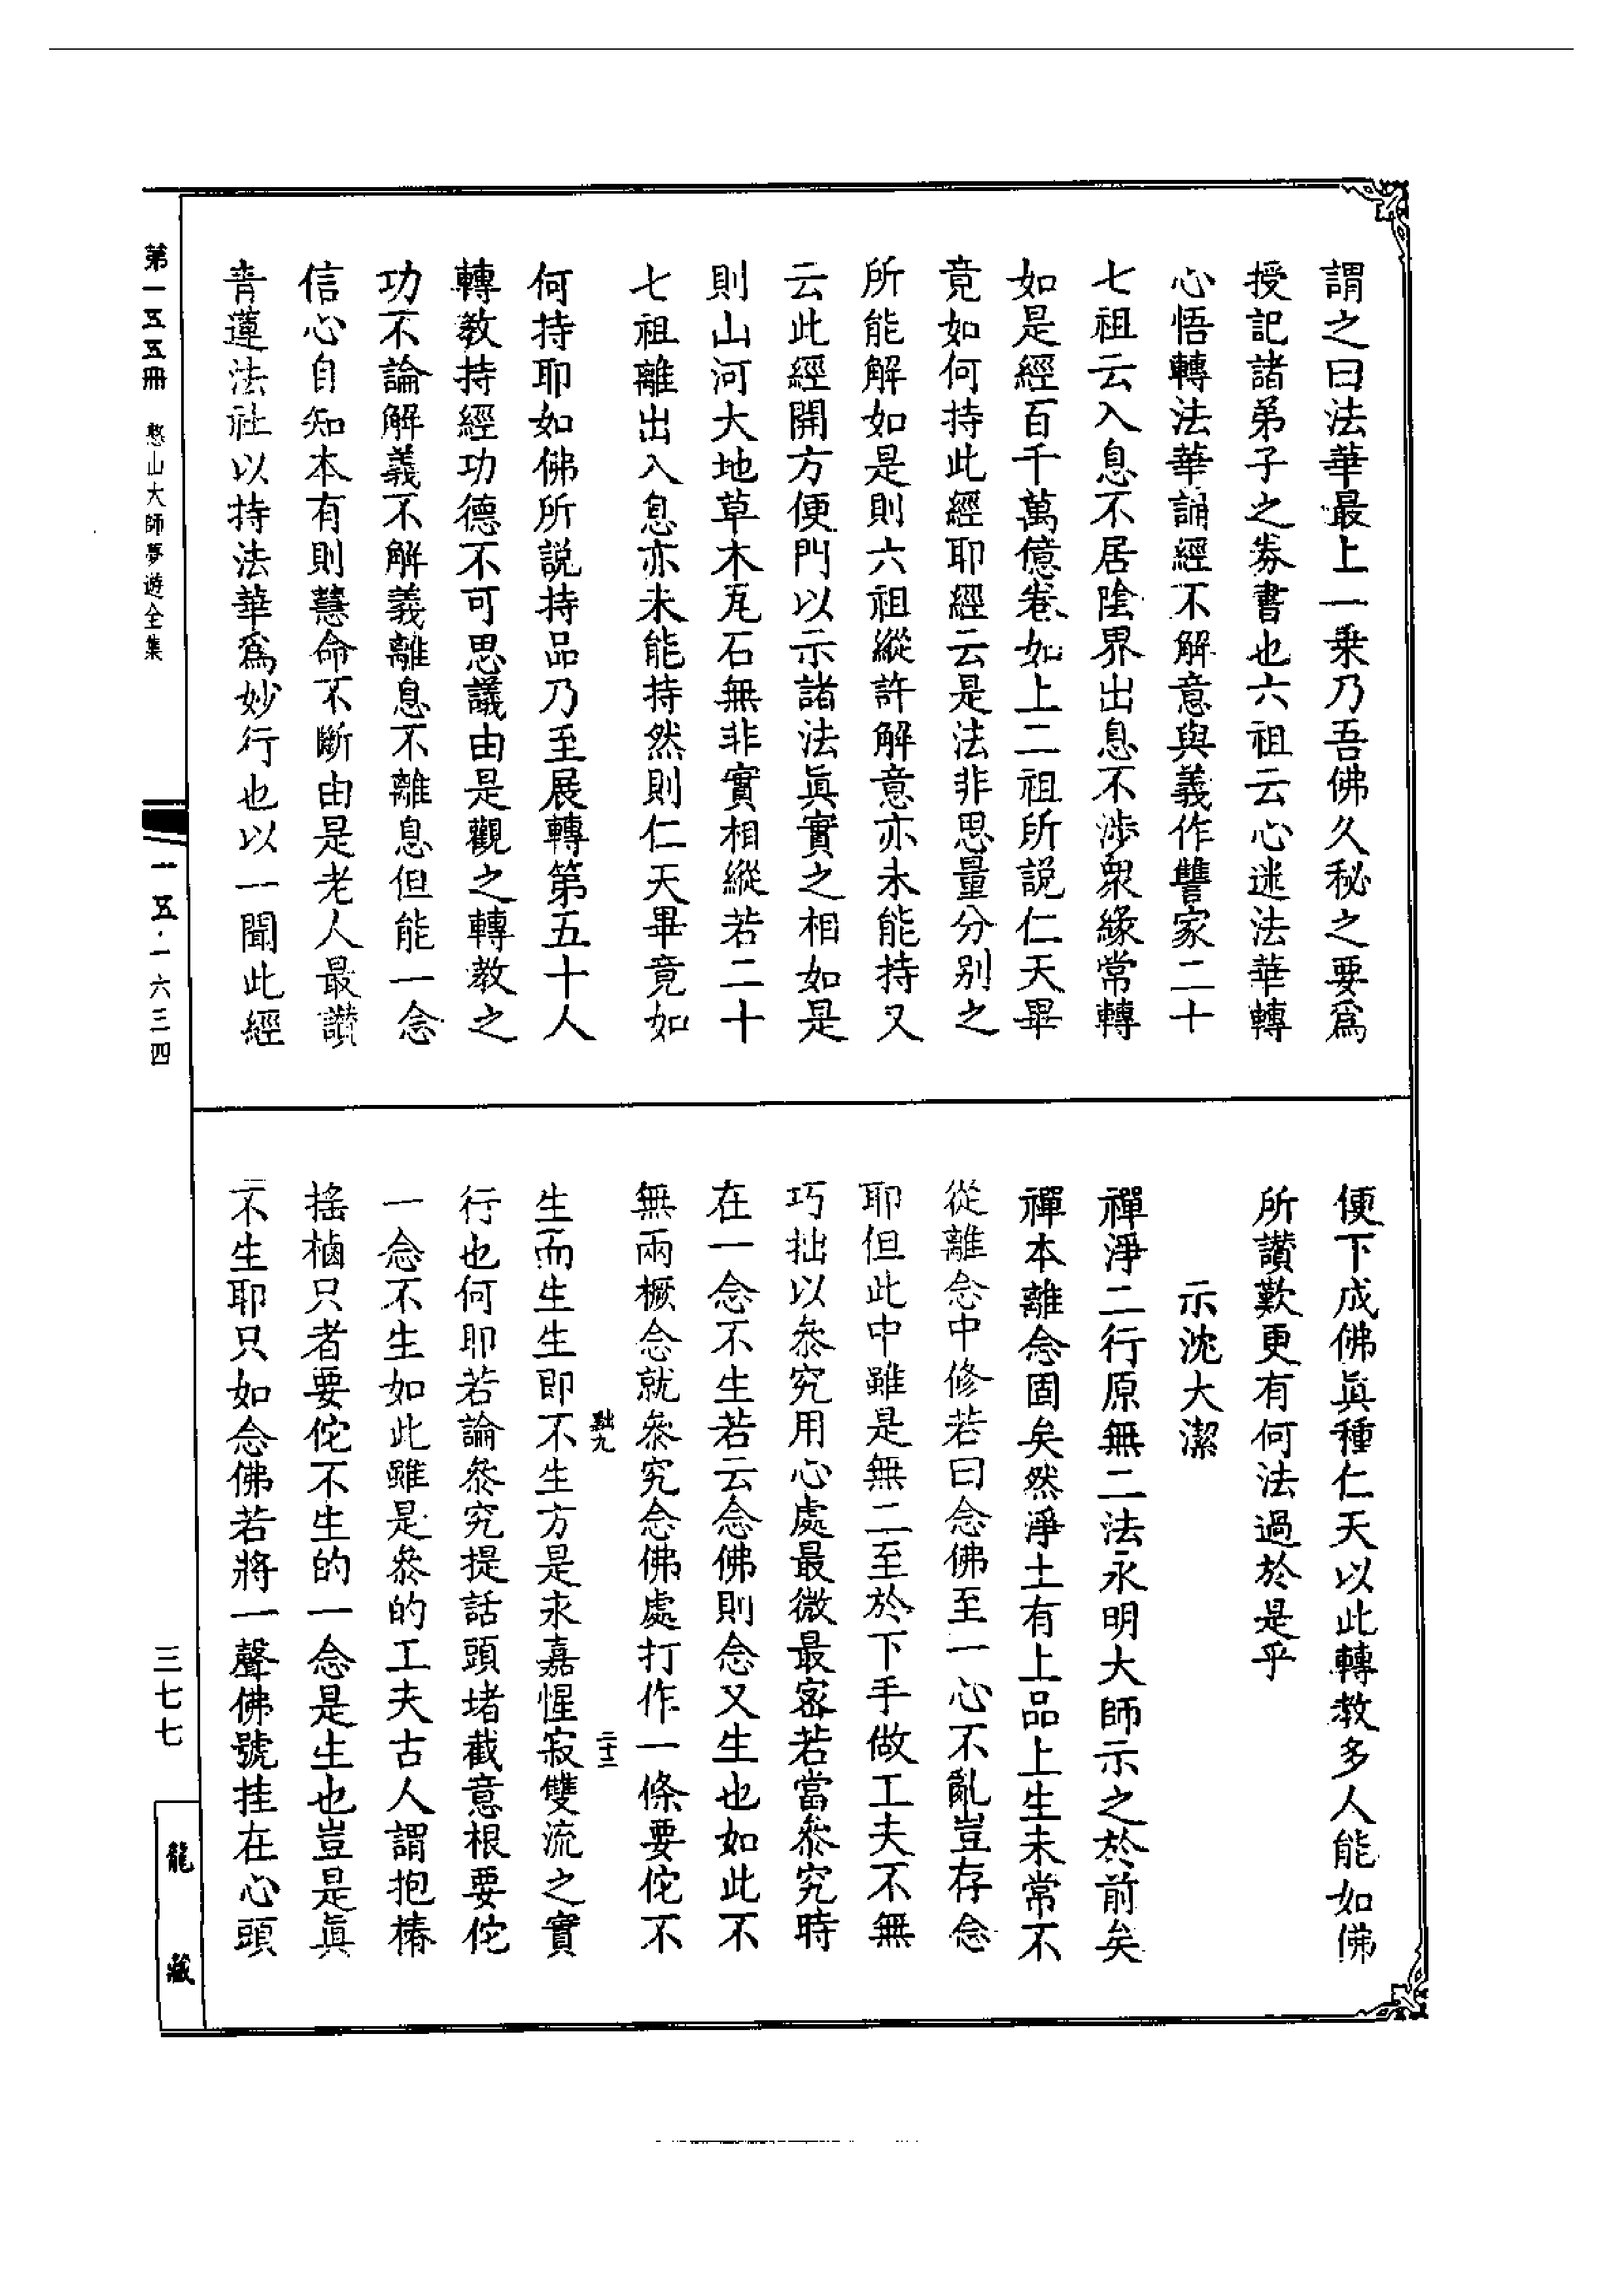 謂之曰法華最上一乗乃吾佛久秘之要爲
授記諸弟子之券書也六祖云心迷法華轉
心悟轉法華誦經不解意與義作讐家二十
七祖云入息不居陰界出息不涉衆緣常轉
如是經百千萬億卷如上二祖所説仁天畢
竟如何持此經耶經云是法非思量分别之
所能解如是則六祖縱許解意亦未能持又
云此經開方便門以示諸法眞實之相如是
則山河大地草木瓦石無非實相縱若二十
七祖離出入息亦未能持然則仁天畢竟如
何持耶如佛所説持品乃至展轉第五十人
轉教持經功德不可思議由是觀之轉教之
功不論解義不解義離息不離息但能一念
信心自知本有則慧命不斷由是老人最讃
青蓮法社以持法華爲妙行也以一聞此經
便下成佛眞種仁天以此轉教多人能如佛
所讃歎更有何法過於是乎
示沈大潔
禪淨二行原無二法永明大師示之於前矣
禪本離念固矣然淨土有上品上生未常不
從離念中修若曰念佛至一心不亂豈存念
耶但此中雖是無二至於下手做工夫不無
巧拙以叅究用心處最微最密若當叅究時
在一念不生若云念佛則念又生也如此不
無兩橛念就叅究念佛處打作一條要佗不
生而生生即不生方是永嘉惺寂雙流之實
行也何耶若論叅究提話頭堵截意根要佗
一念不生如此雖是叅的工夫古人謂抱樁
搖櫓只者要佗不生的一念是生也豈是眞
不生耶只如念佛若將一聲佛號挂在心頭
黜九
二十二
第一五五冊 憨山大師夢遊全集
一五·一六三四
三七七
龍藏